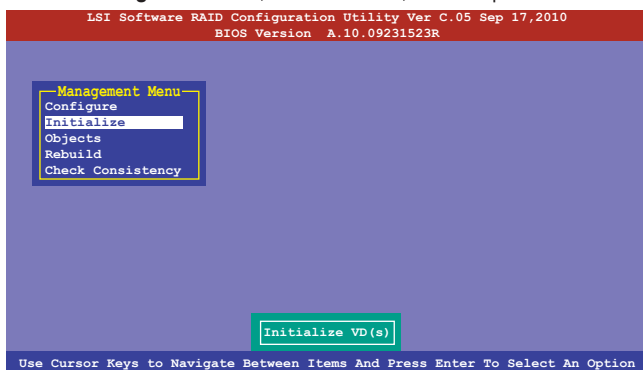 LSI Software RAID Configuration Utility Ver C.05 Sep 17,2010
BIOS Version A.10.09231523R
Management Menu
Configure
Initialize
Objects
Rebuild
Check Consistency
Initialize VD(s)
Use Cursor Keys to Navigate Between Items And Press Enter To Select An Option